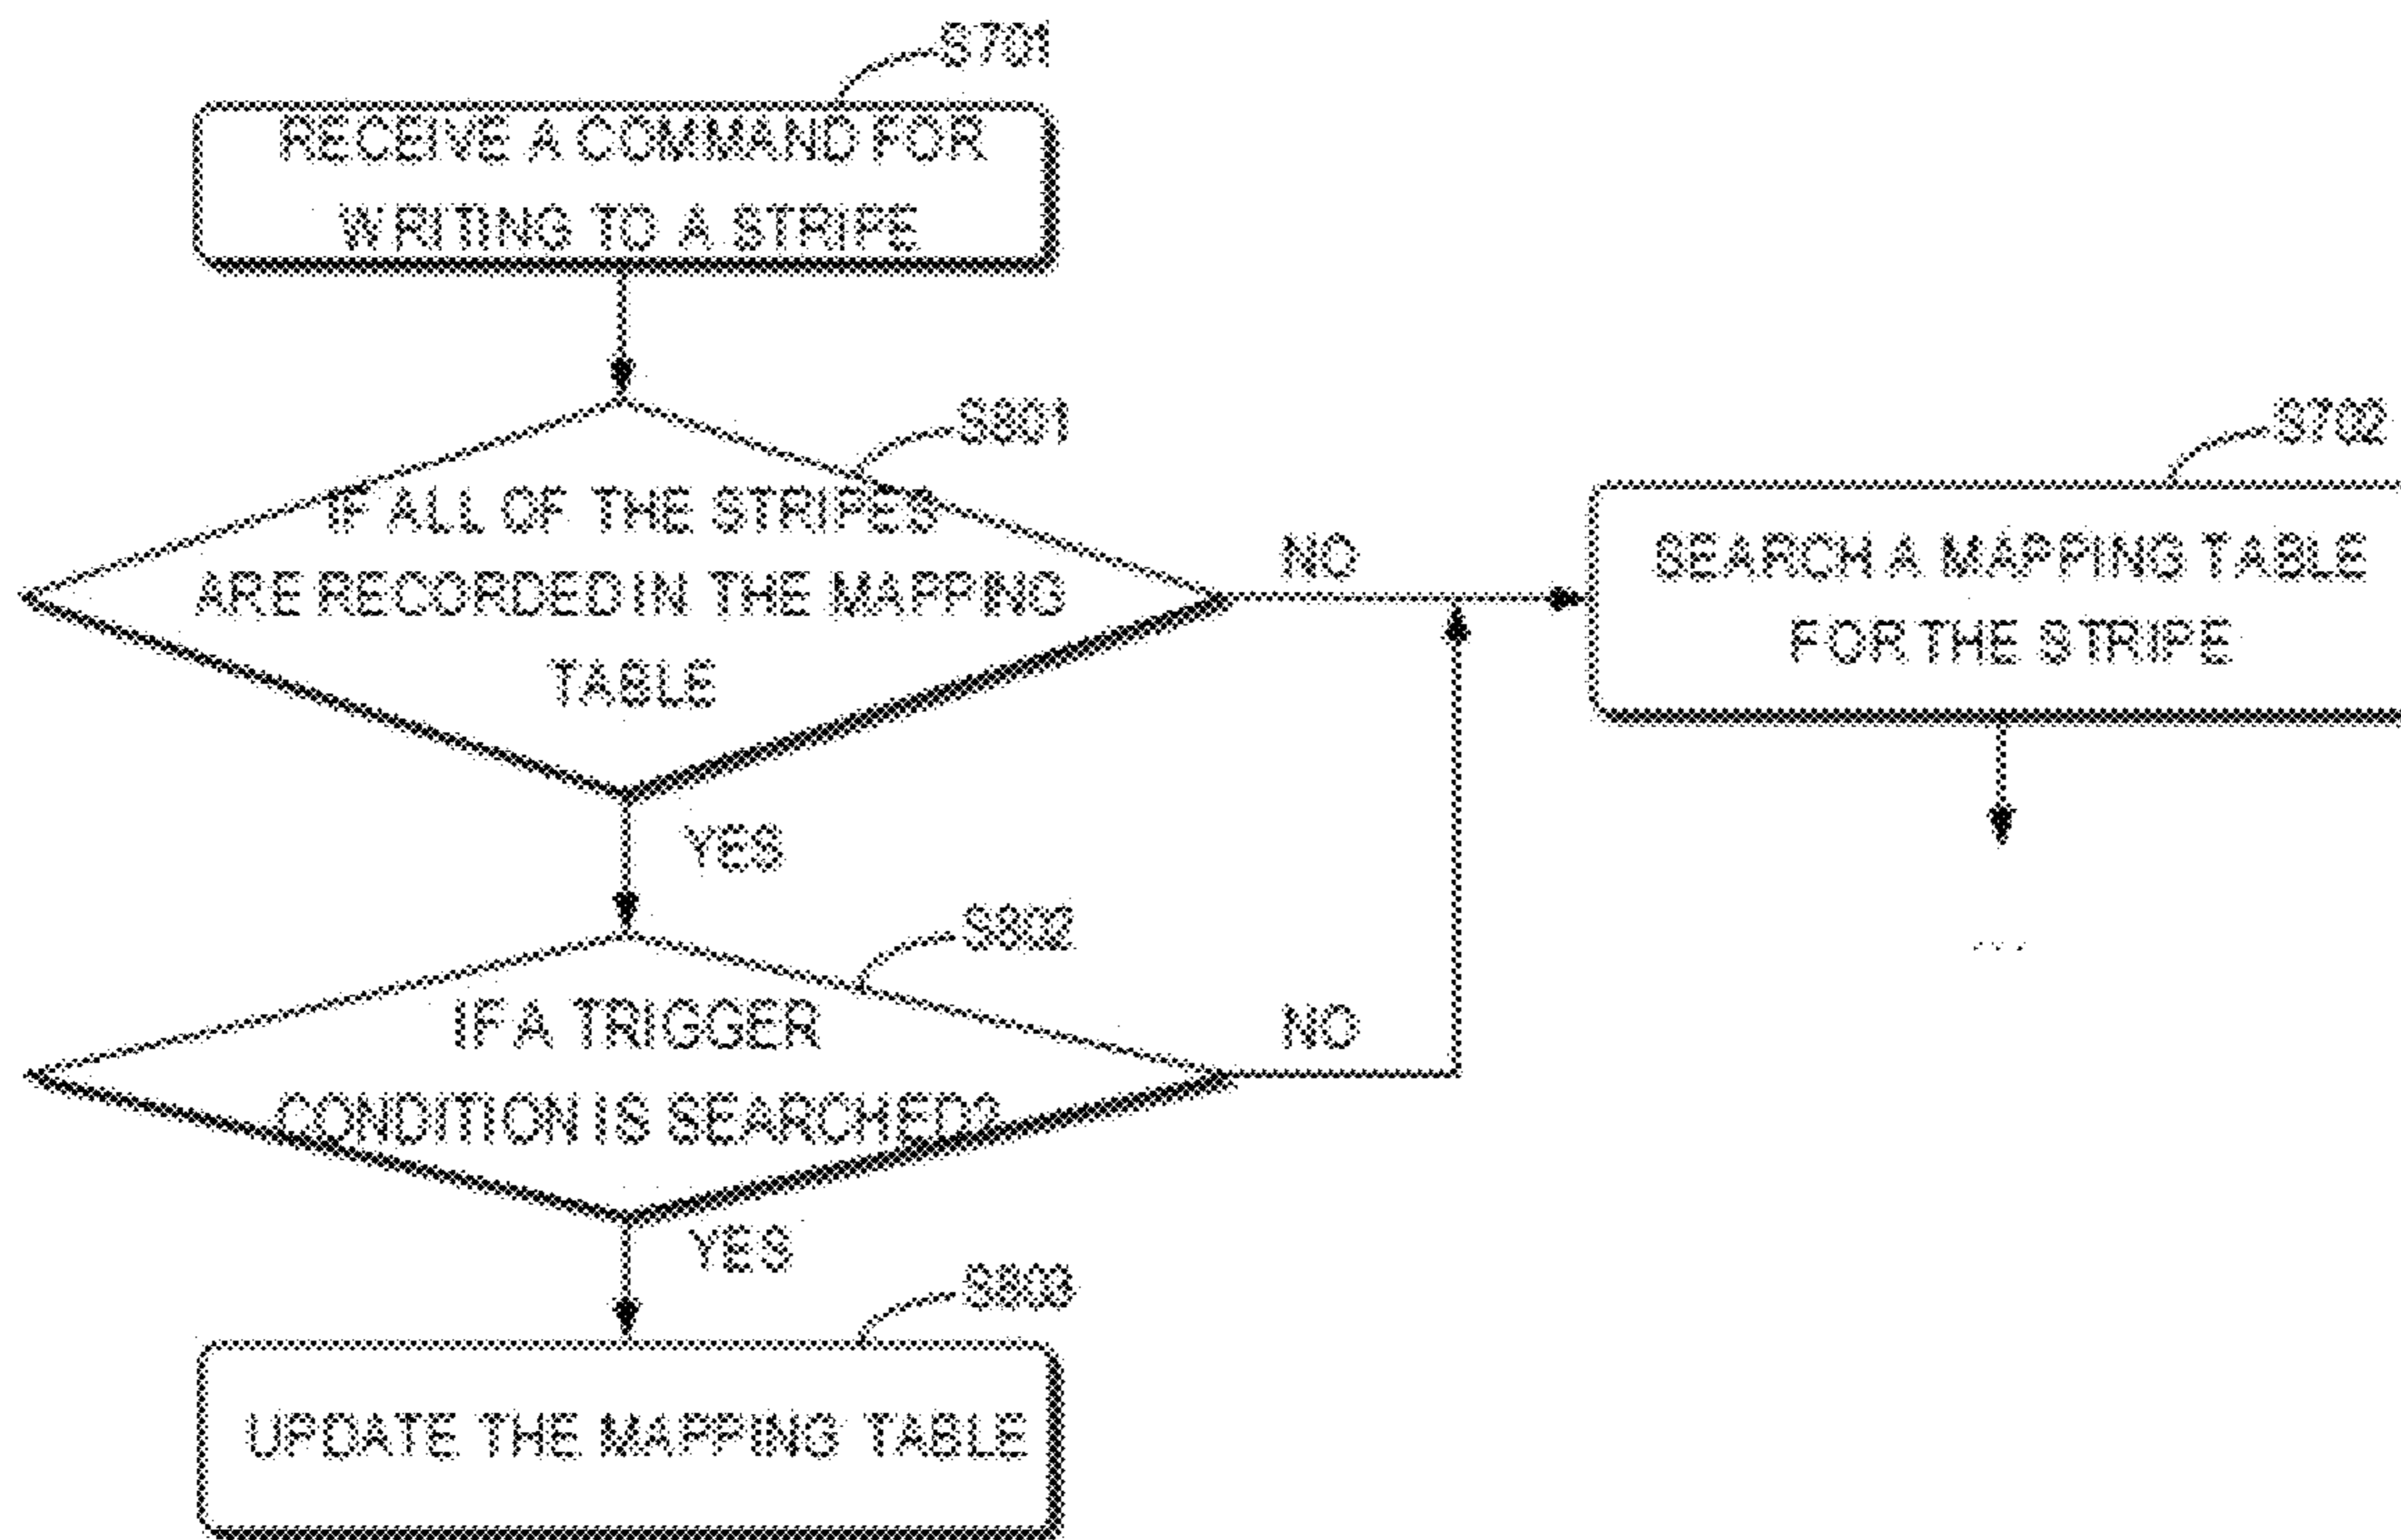 S701
RECEIVE A COMMAND FOR
WRITING TO A STRIPE
S801
IF ALL OF THE STRIPES
ARE RECORDED IN THE MAPPING
TABLE
NO
YES
S702
SEARCH A MAPPING TABLE
FOR THE STRIPE
...
S802
IF A TRIGGER
CONDITION IS SEARCHED?
NO
YES
S803
UPDATE THE MAPPING TABLE